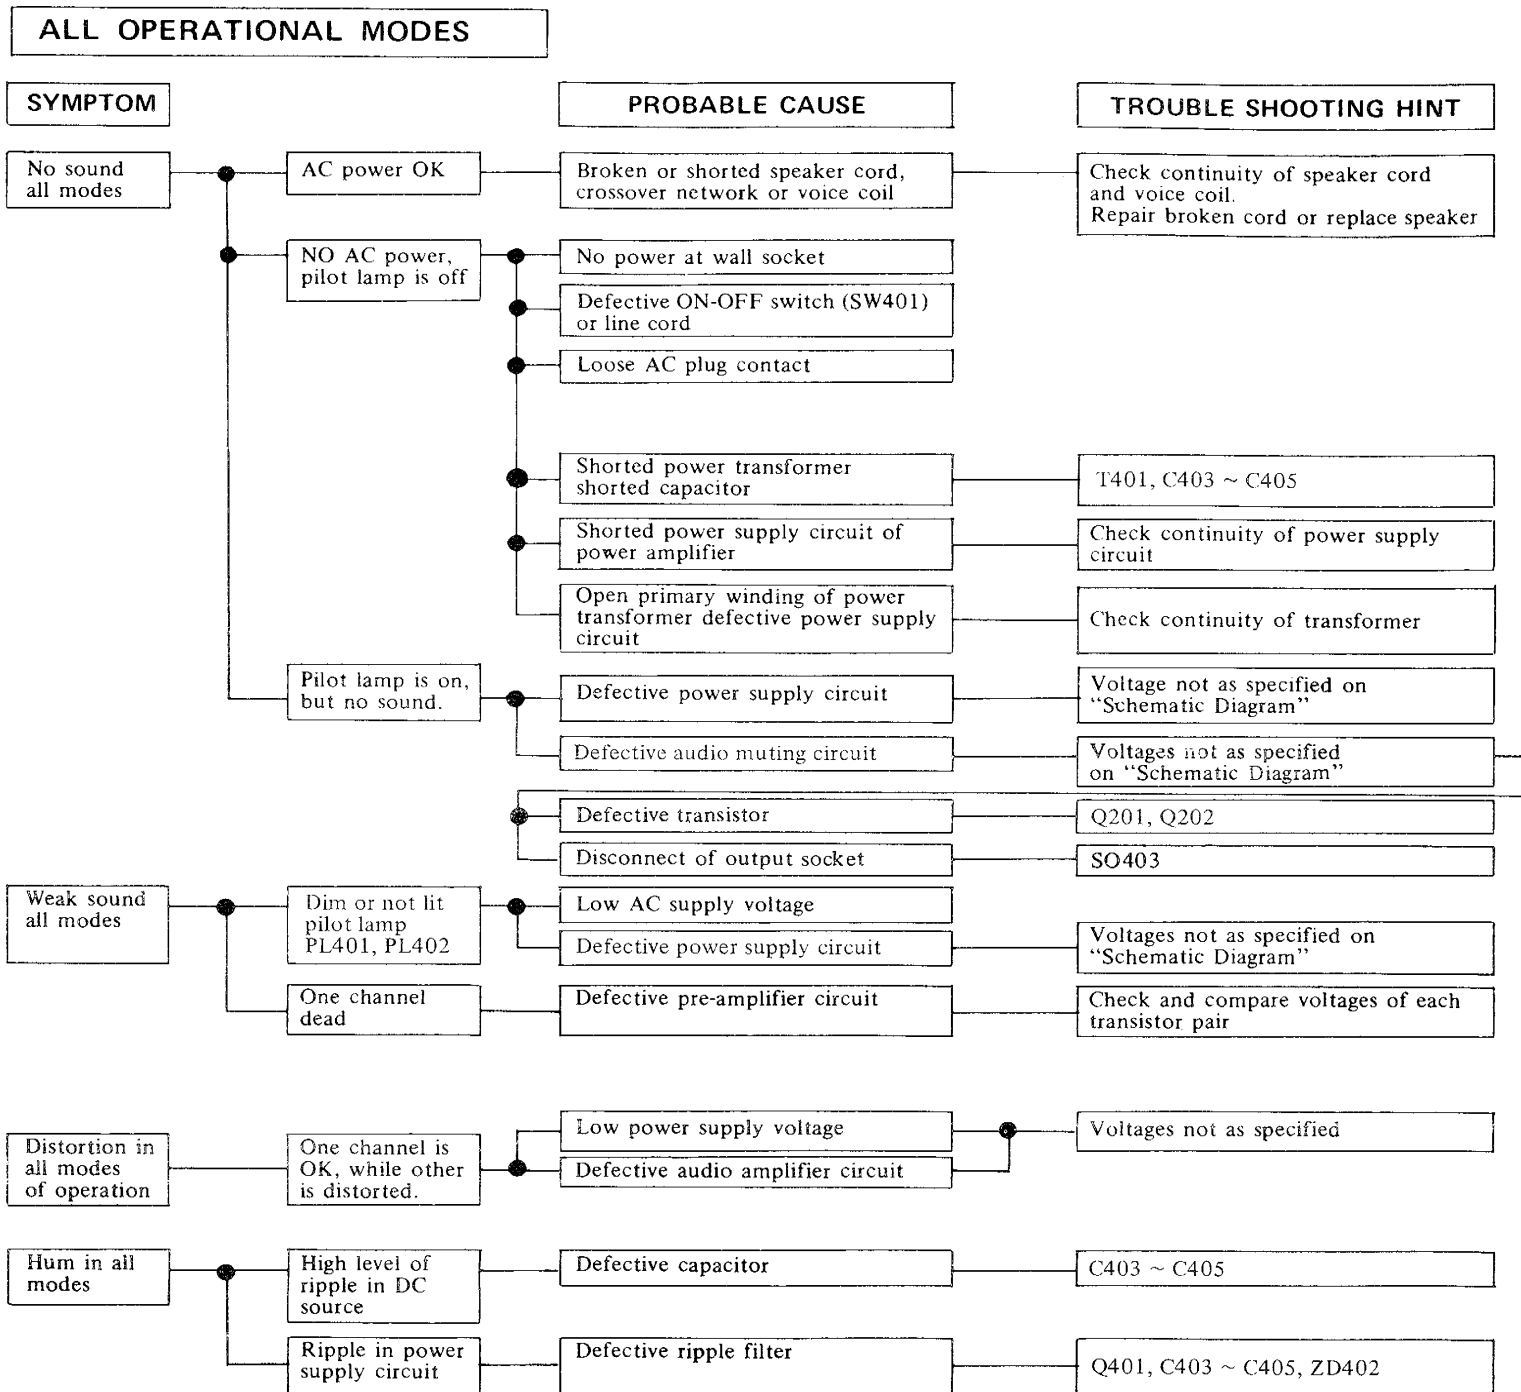 ALL OPERATIONAL MODES
SYMPTOM
PROBABLE CAUSE
TROUBLE SHOOTING HINT
No sound
all modes
AC power OK
Broken or shorted speaker cord,
crossover network or voice coil
Check continuity of speaker cord
and voice coil.
Repair broken cord or replace speaker
NO AC power,
pilot lamp is off
No power at wall socket
Defective ON-OFF switch (SW401)
or line cord
Loose AC plug contact
Shorted power transformer
shorted capacitor
T401, C403 ~ C405
Shorted power supply circuit of
power amplifier
Check continuity of power supply
circuit
Open primary winding of power
transformer defective power supply
circuit
Check continuity of transformer
Pilot lamp is on,
but no sound.
Defective power supply circuit
Voltage not as specified on
“Schematic Diagram”
Defective audio muting circuit
Voltages not as specified
on “Schematic Diagram”
Defective transistor
Q201, Q202
Disconnect of output socket
SO403
Weak sound
all modes
Dim or not lit
pilot lamp
PL401, PL402
Low AC supply voltage
Defective power supply circuit
Voltages not as specified on
“Schematic Diagram”
One channel
dead
Defective pre-amplifier circuit
Check and compare voltages of each
transistor pair
Distortion in
all modes
of operation
One channel is
OK, while other
is distorted.
Low power supply voltage
Defective audio amplifier circuit
Voltages not as specified
Hum in all
modes
High level of
ripple in DC
source
Defective capacitor
C403 ~ C405
Ripple in power
supply circuit
Defective ripple filter
Q401, C403 ~ C405, ZD402